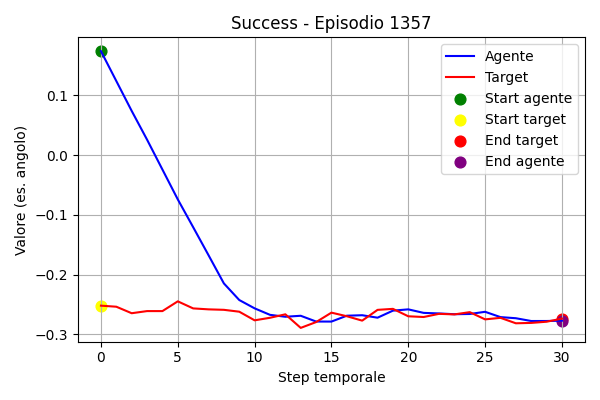 Success - Episodio 1357
Agente
Target
Start agente
Start target
End target
End agente
Valore (es. angolo)
0.1
0.0
−0.1
−0.2
−0.3
0 5 10 15 20 25 30
Step temporale